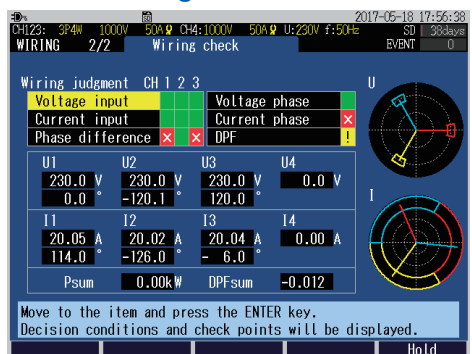 2017-05-18 17:56:38
CH123: 3P4W 1000V 50A CH4:1000V 50A U:230V f:50Hz SD 38days
WIRING 2/2 Wiring check EVENT 0
Wiring judgment CH 1 2 3
Voltage input Voltage phase
Current input Current phase ×
Phase difference × × DPF !
U
U1 U2 U3 U4
230.0 V 230.0 V 230.0 V 0.0 V
0.0 ° -120.1 ° 120.0 °
I
I1 I2 I3 I4
20.05 A 20.02 A 20.04 A 0.00 A
114.0 ° -126.0 ° - 6.0 °
Psum 0.00kW DPFsum -0.012
Move to the item and press the ENTER key.
Decision conditions and check points will be displayed.
Hold